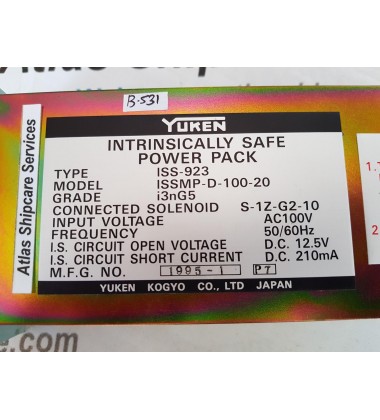 B-531
YUKEN
INTRINSICALLY SAFE
POWER PACK
TYPE ISS-923
MODEL ISSMP-D-100-20
GRADE i3nG5
CONNECTED SOLENOID S-1Z-G2-10
INPUT VOLTAGE AC100V
FREQUENCY 50/60Hz
I.S. CIRCUIT OPEN VOLTAGE D.C. 12.5V
I.S. CIRCUIT SHORT CURRENT D.C. 210mA
M.F.G. NO. 1995-1 P7
YUKEN KOGYO CO., LTD JAPAN
Atlas Shipcare Services
1.
2
e.com